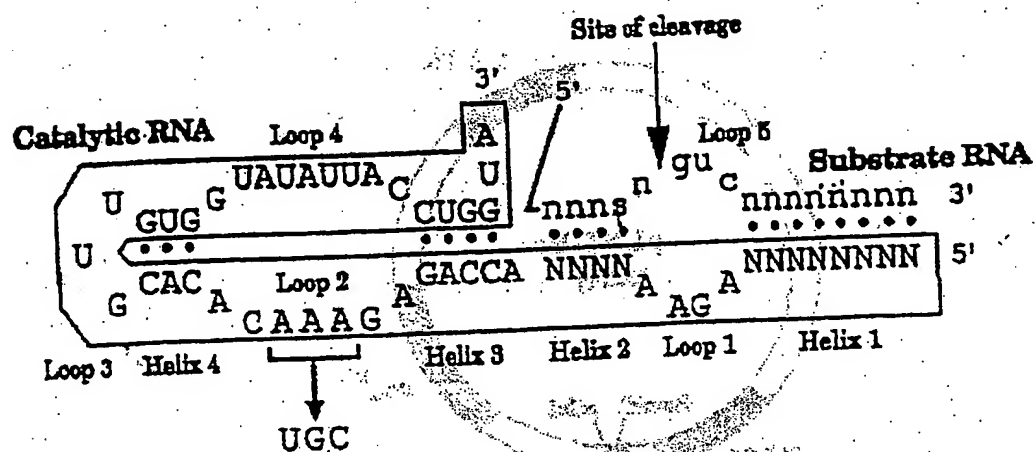 Site of cleavage
3'
5'
Catalytic RNA
Loop 4
A
Loop 5
Substrate RNA
U
G
UAUAUUA
C
U
n
gu
c
GUG
CUGG
nnns
nnnnnnnn
3'
U
CAC
Loop 2
GACCA
NNNN
NNNNNNNN
5'
G
A
CAAAG
A
A
AG
A
Loop 3
Helix 4
Helix 3
Helix 2
Loop 1
Helix 1
UGC